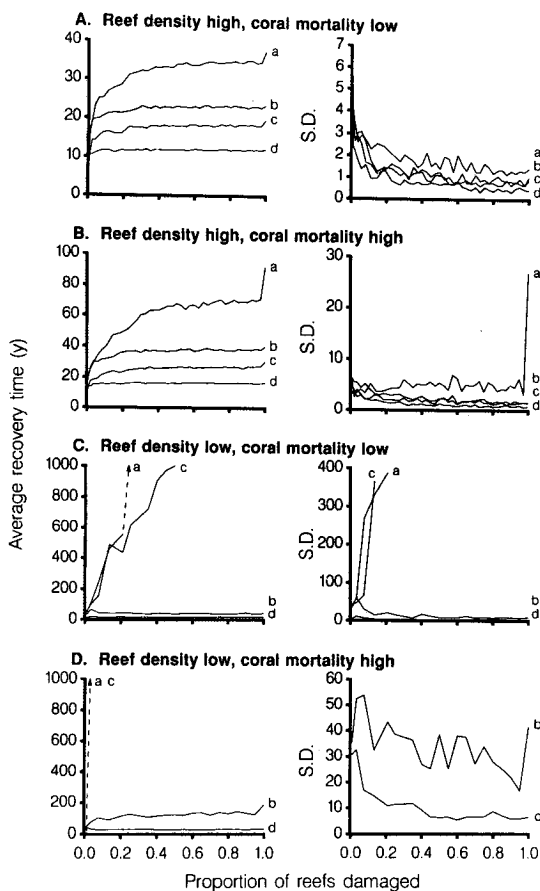 A. Reef density high, coral mortality low
40
30
20
10
0
a
b
c
d
S.D.
7
6
5
4
3
2
1
0
a
b
c
d
B. Reef density high, coral mortality high
100
80
60
40
20
0
a
b
c
d
S.D.
30
20
10
0
a
b
c
d
Average recovery time (y)
C. Reef density low, coral mortality low
1000
800
600
400
200
0
a
c
b
d
S.D.
400
300
200
100
0
c
a
b
d
D. Reef density low, coral mortality high
1000
800
600
400
200
0
a c
b
d
0.0 0.2 0.4 0.6 0.8 1.0
S.D.
60
50
40
30
20
10
0
b
0.0 0.2 0.4 0.6 0.8 1.0
Proportion of reefs damaged